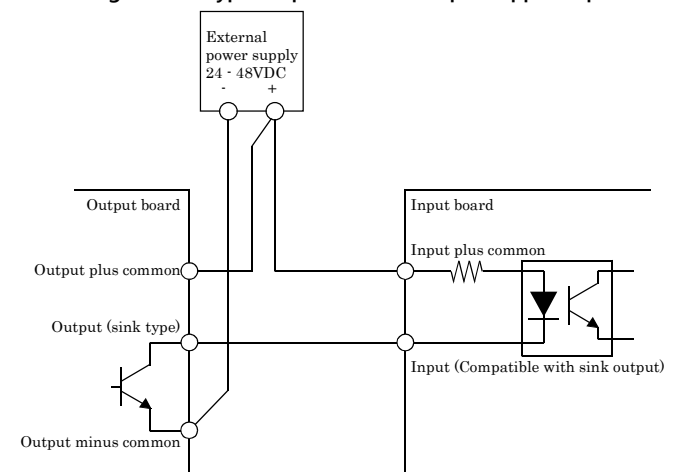 External
power supply
24 - 48VDC
- +
Output board
Input board
Input plus common
Output plus common
Output (sink type)
Input (Compatible with sink output)
Output minus common